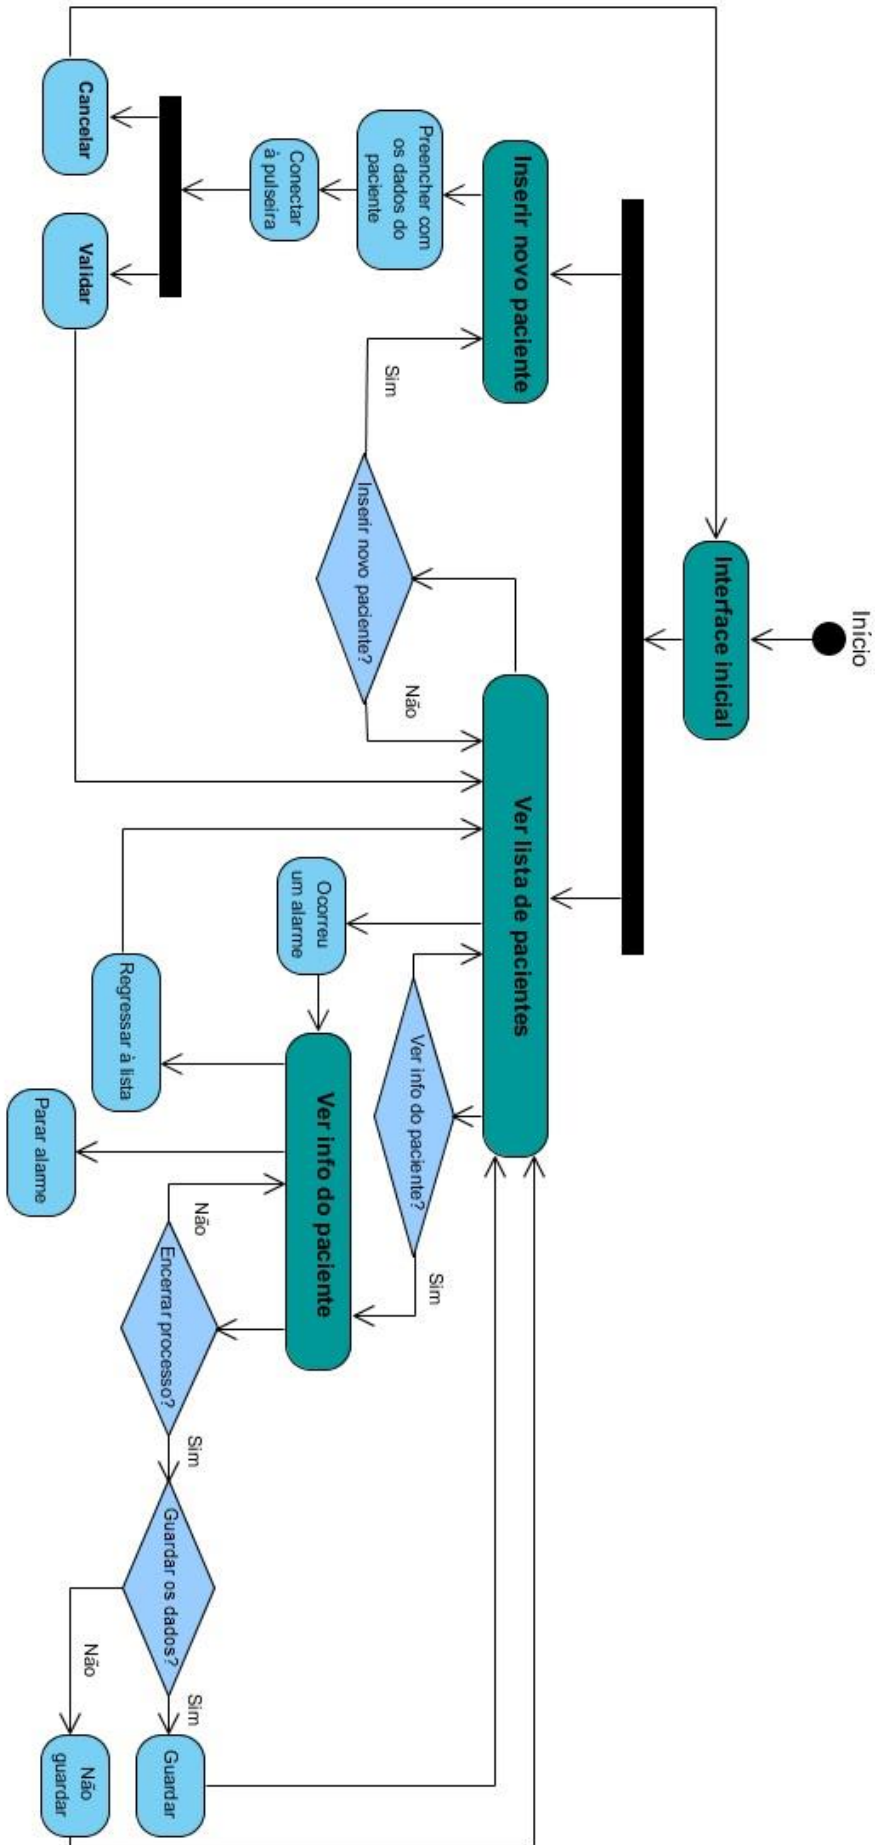 Início
Interface inicial
Inserir novo paciente
Ver lista de pacientes
Preencher com
os dados do
paciente
Conectar
à pulseira
Cancelar
Validar
Sim
Inserir novo paciente?
Não
Ocorreu
um alarme
Ver info do paciente?
Sim
Ver info do paciente
Regressar à lista
Parar alarme
Não
Encerrar processo?
Sim
Guardar os dados?
Não
Sim
Guardar
Não
guardar